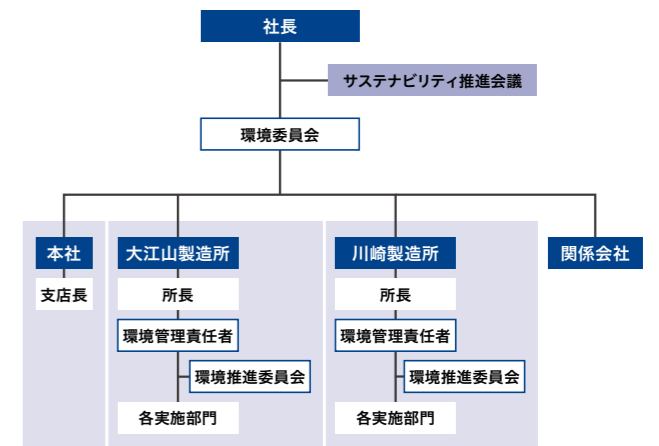 社長
サステナビリティ推進会議
環境委員会
本社
大江山製造所
川崎製造所
関係会社
支店長
所長
所長
環境管理責任者
環境管理責任者
環境推進委員会
環境推進委員会
各実施部門
各実施部門